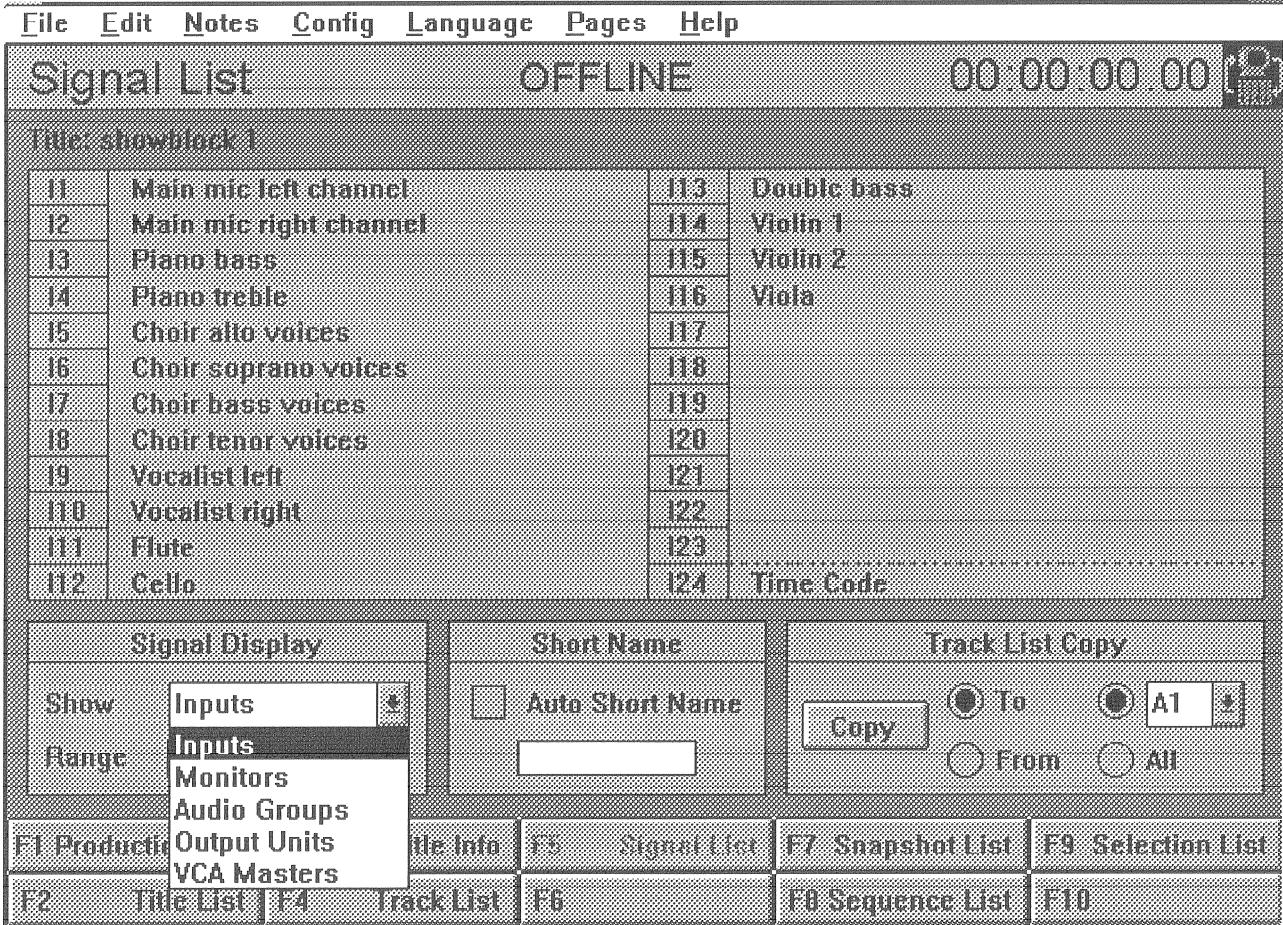 File Edit Notes Config Language Pages Help
Signal List OFFLINE 00:00:00.00
Title: showblock 1
I1 Main mic left channel
I2 Main mic right channel
I3 Piano bass
I4 Piano treble
I5 Choir alto voices
I6 Choir soprano voices
I7 Choir bass voices
I8 Choir tenor voices
I9 Vocalist left
I10 Vocalist right
I11 Flute
I12 Cello
I13 Double bass
I14 Violin 1
I15 Violin 2
I16 Viola
I17
I18
I19
I20
I21
I22
I23
I24 Time Code
Signal Display
Show Inputs
Range
Inputs
Monitors
Audio Groups
Output Units
VCA Masters
Short Name
Auto Short Name
Track List Copy
Copy To A1
From All
F1 Producti itle Info F5 Signal List F7 Snapshot List F9 Selection List
F2 Title List F4 Track List F6 F8 Sequence List F10